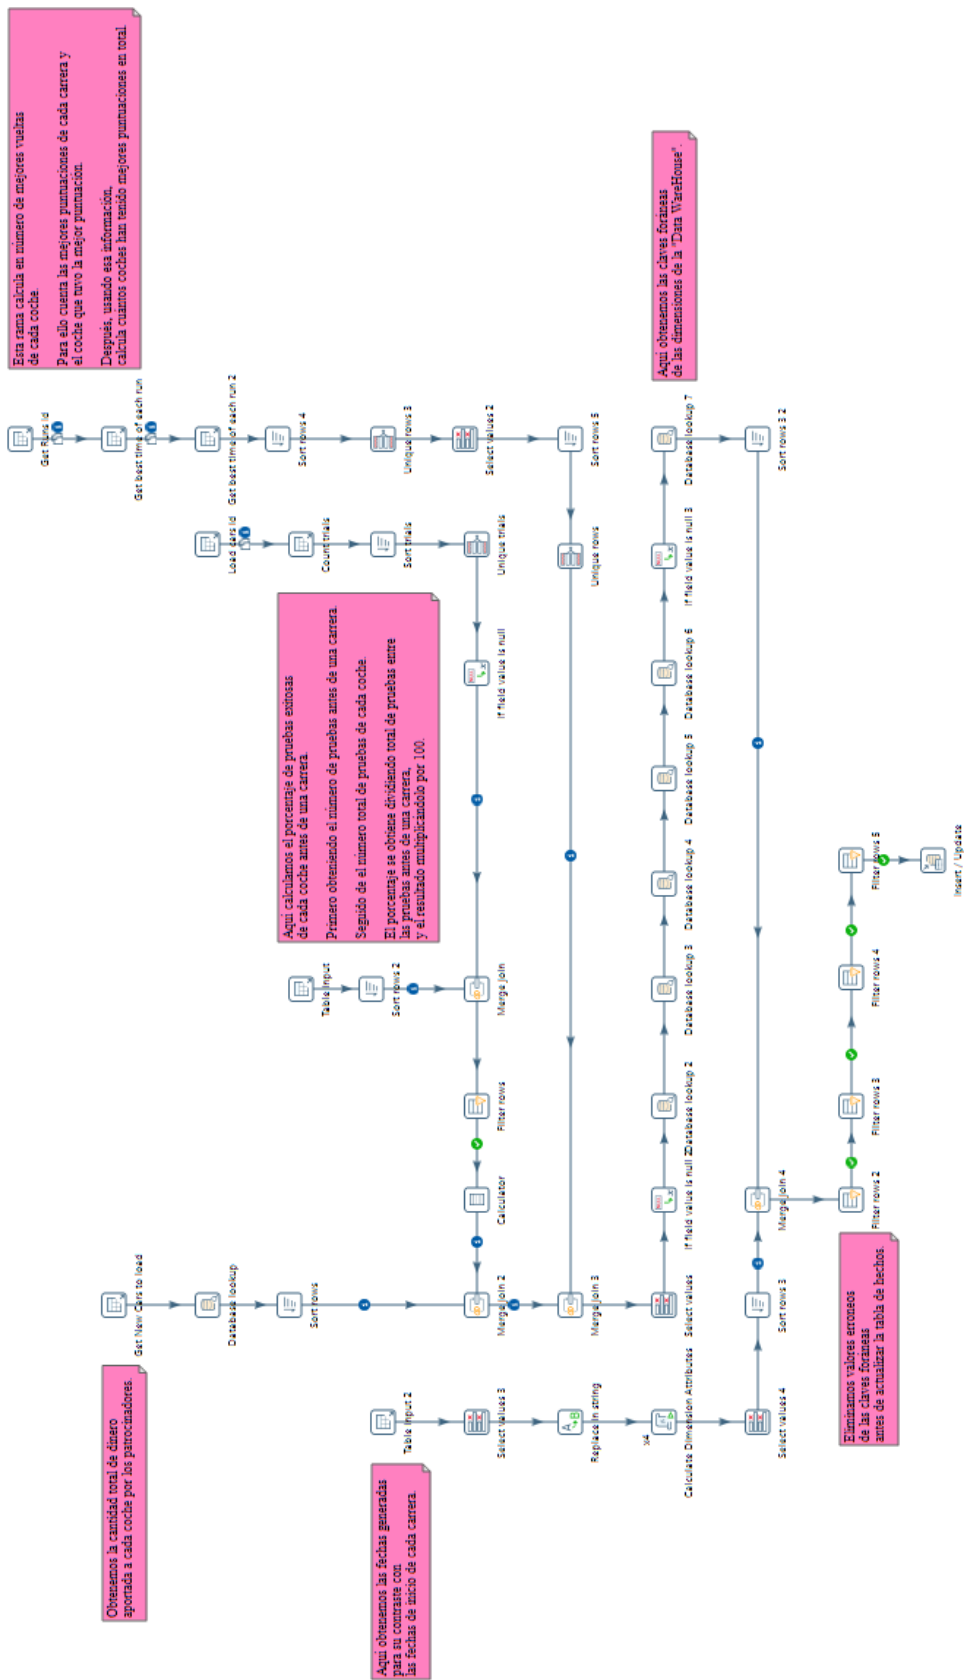 Esta rama calcula en número de mejores vueltas
de cada coche.
Para ello cuenta las mejores puntuaciones de cada carrera y
el coche que tuvo la mejor puntuación.
Después, usando esa información,
calcula cuántos coches han tenido mejores puntuaciones en total.
Get Runs id
Get best time of each run
Get best time of each run 2
Sort rows 4
Unique rows 3
Select values 2
Sort rows 5
Unique rows
Load cars id
Count trials
Sort trials
Unique trials
If field value is null
Aquí calculamos el porcentaje de pruebas exitosas
de cada coche antes de una carrera.
Primero obteniendo el número de pruebas antes de una carrera.
Seguido de el número total de pruebas de cada coche.
El porcentaje se obtiene dividiendo total de pruebas entre
las pruebas antes de una carrera,
y el resultado multiplicándolo por 100.
Table input
Sort rows 2
Merge join
Filter rows
Calculator
Obtenemos la cantidad total de dinero
aportada a cada coche por los patrocinadores.
Get New Cars to load
Database lookup
Sort rows
Merge join 2
Merge join 3
Select values
If field value is null 2
Database lookup 2
Database lookup 3
Database lookup 4
Database lookup 5
Database lookup 6
If field value is null 3
Database lookup 7
Aquí obtenemos las claves foráneas
de las dimensiones de la "Data WareHouse".
Sort rows 3 2
Aquí obtenemos las fechas generadas
para su contraste con
las fechas de inicio de cada carrera.
Table input 2
Select values 3
Replace in string
x4
Calculate Dimension Attributes
Select values 4
Sort rows 3
Merge join 4
Eliminamos valores erroneos
de las claves foráneas
antes de actualizar la tabla de hechos.
Filter rows 2
Filter rows 3
Filter rows 4
Filter rows 5
Insert / Update